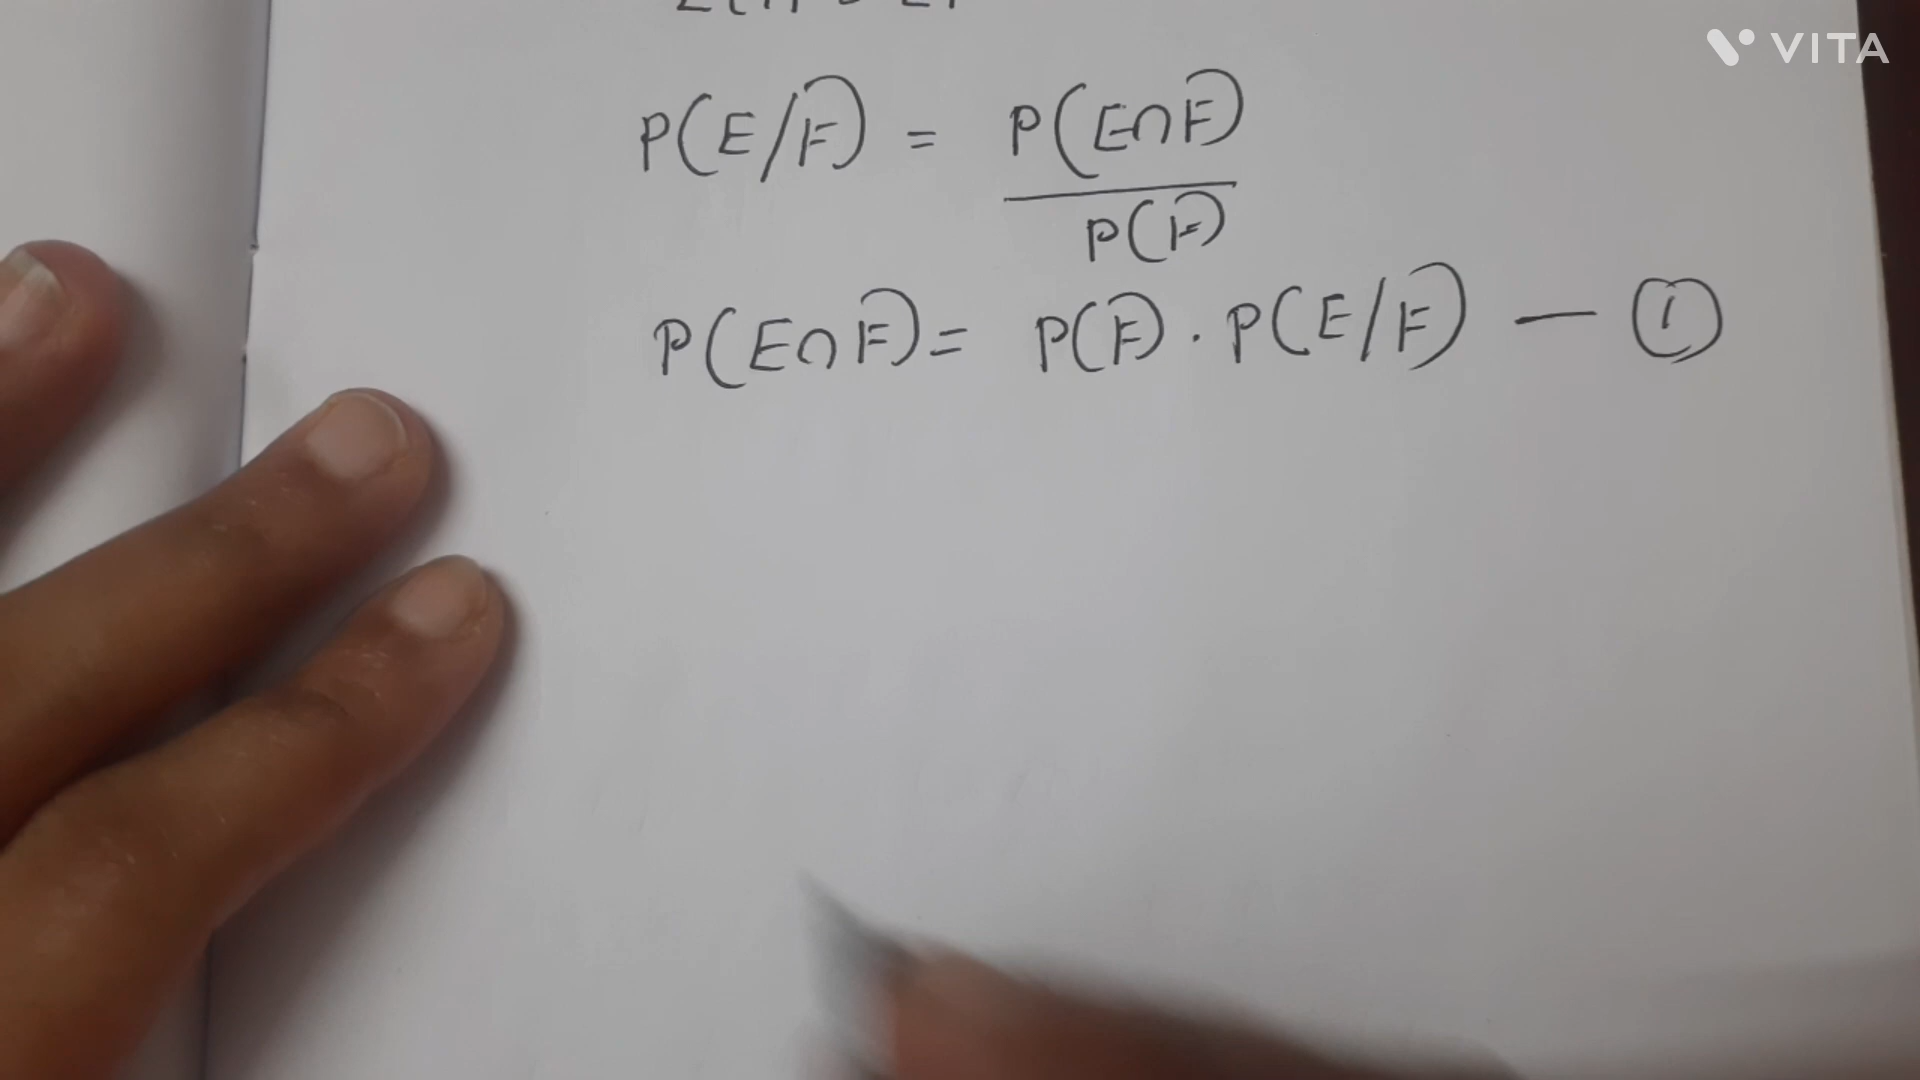 VITA
P(E/F) = P(E∩F)
P(F)
P(E∩F) = P(F) . P(E/F) — ①